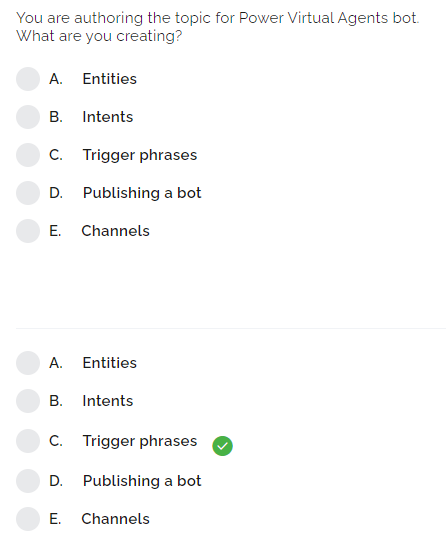 You are authoring the topic for Power Virtual Agents bot.
What are you creating?
A. Entities
B. Intents
C. Trigger phrases
D. Publishing a bot
E. Channels
A. Entities
B. Intents
C. Trigger phrases
D. Publishing a bot
E. Channels